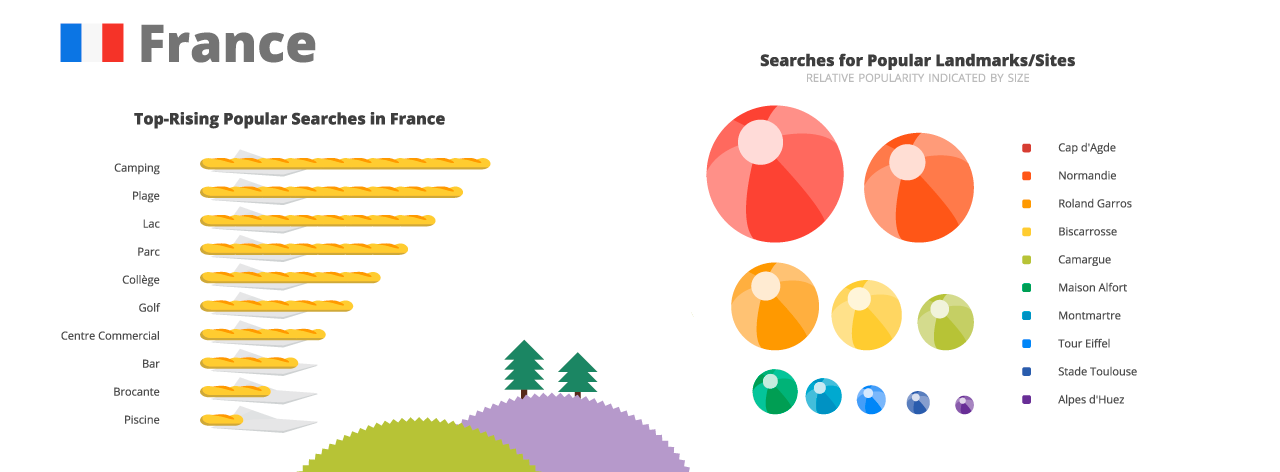 France
Top-Rising Popular Searches in France
Camping
Plage
Lac
Parc
Collège
Golf
Centre Commercial
Bar
Brocante
Piscine
Searches for Popular Landmarks/Sites
RELATIVE POPULARITY INDICATED BY SIZE
Cap d'Agde
Normandie
Roland Garros
Biscarrosse
Camargue
Maison Alfort
Montmartre
Tour Eiffel
Stade Toulouse
Alpes d'Huez